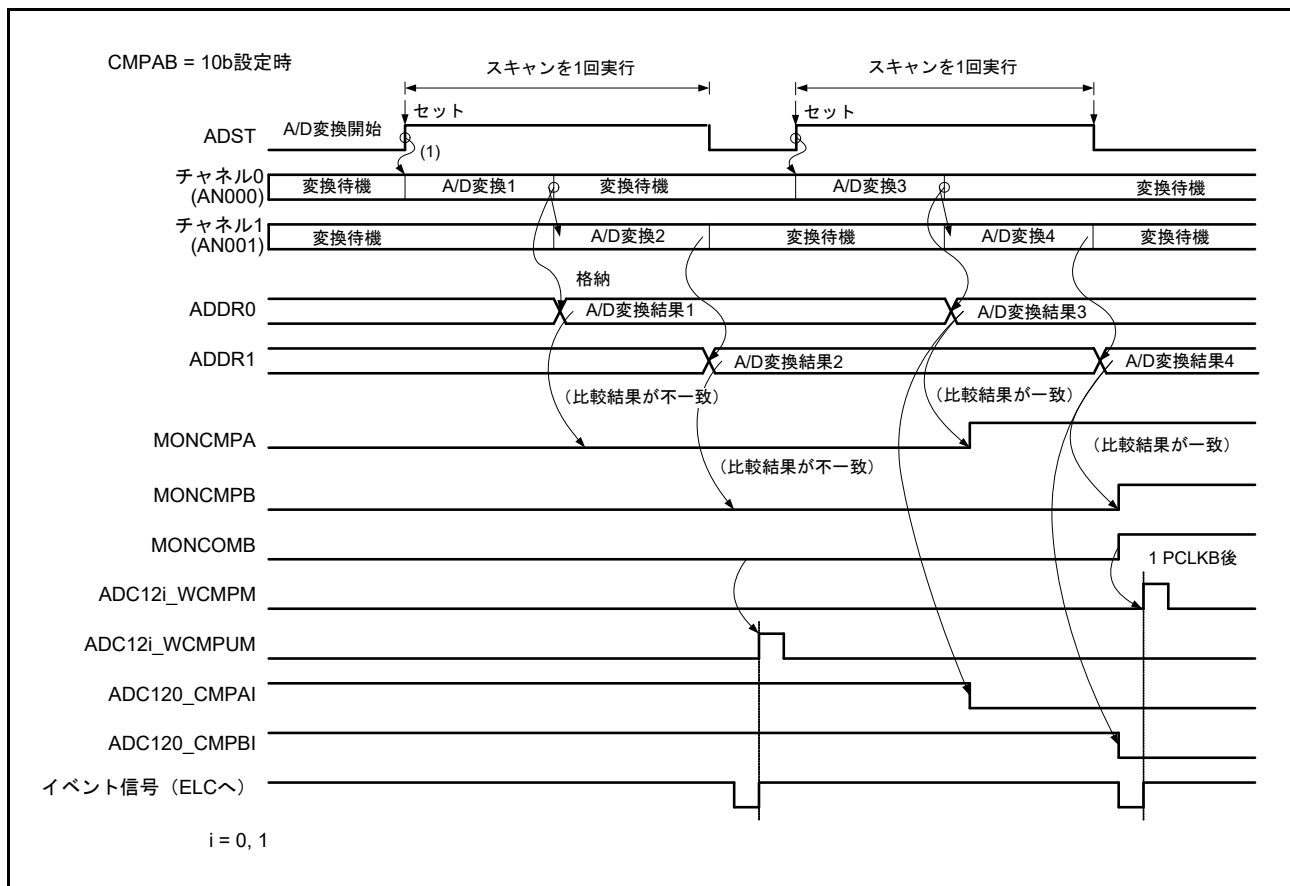 CMPAB = 10b設定時
スキャンを1回実行
スキャンを1回実行
セット
セット
ADST
A/D変換開始
(1)
チャネル0
(AN000)
変換待機
A/D変換1
変換待機
A/D変換3
変換待機
チャネル1
(AN001)
変換待機
A/D変換2
変換待機
A/D変換4
変換待機
格納
ADDR0
A/D変換結果1
A/D変換結果3
ADDR1
A/D変換結果2
A/D変換結果4
（比較結果が不一致）
（比較結果が一致）
MONCMPA
（比較結果が不一致）
（比較結果が一致）
MONCMPB
MONCOMB
1 PCLKB後
ADC12i_WCMPM
ADC12i_WCMPUM
ADC120_CMPAI
ADC120_CMPBI
イベント信号（ELCへ）
i = 0, 1